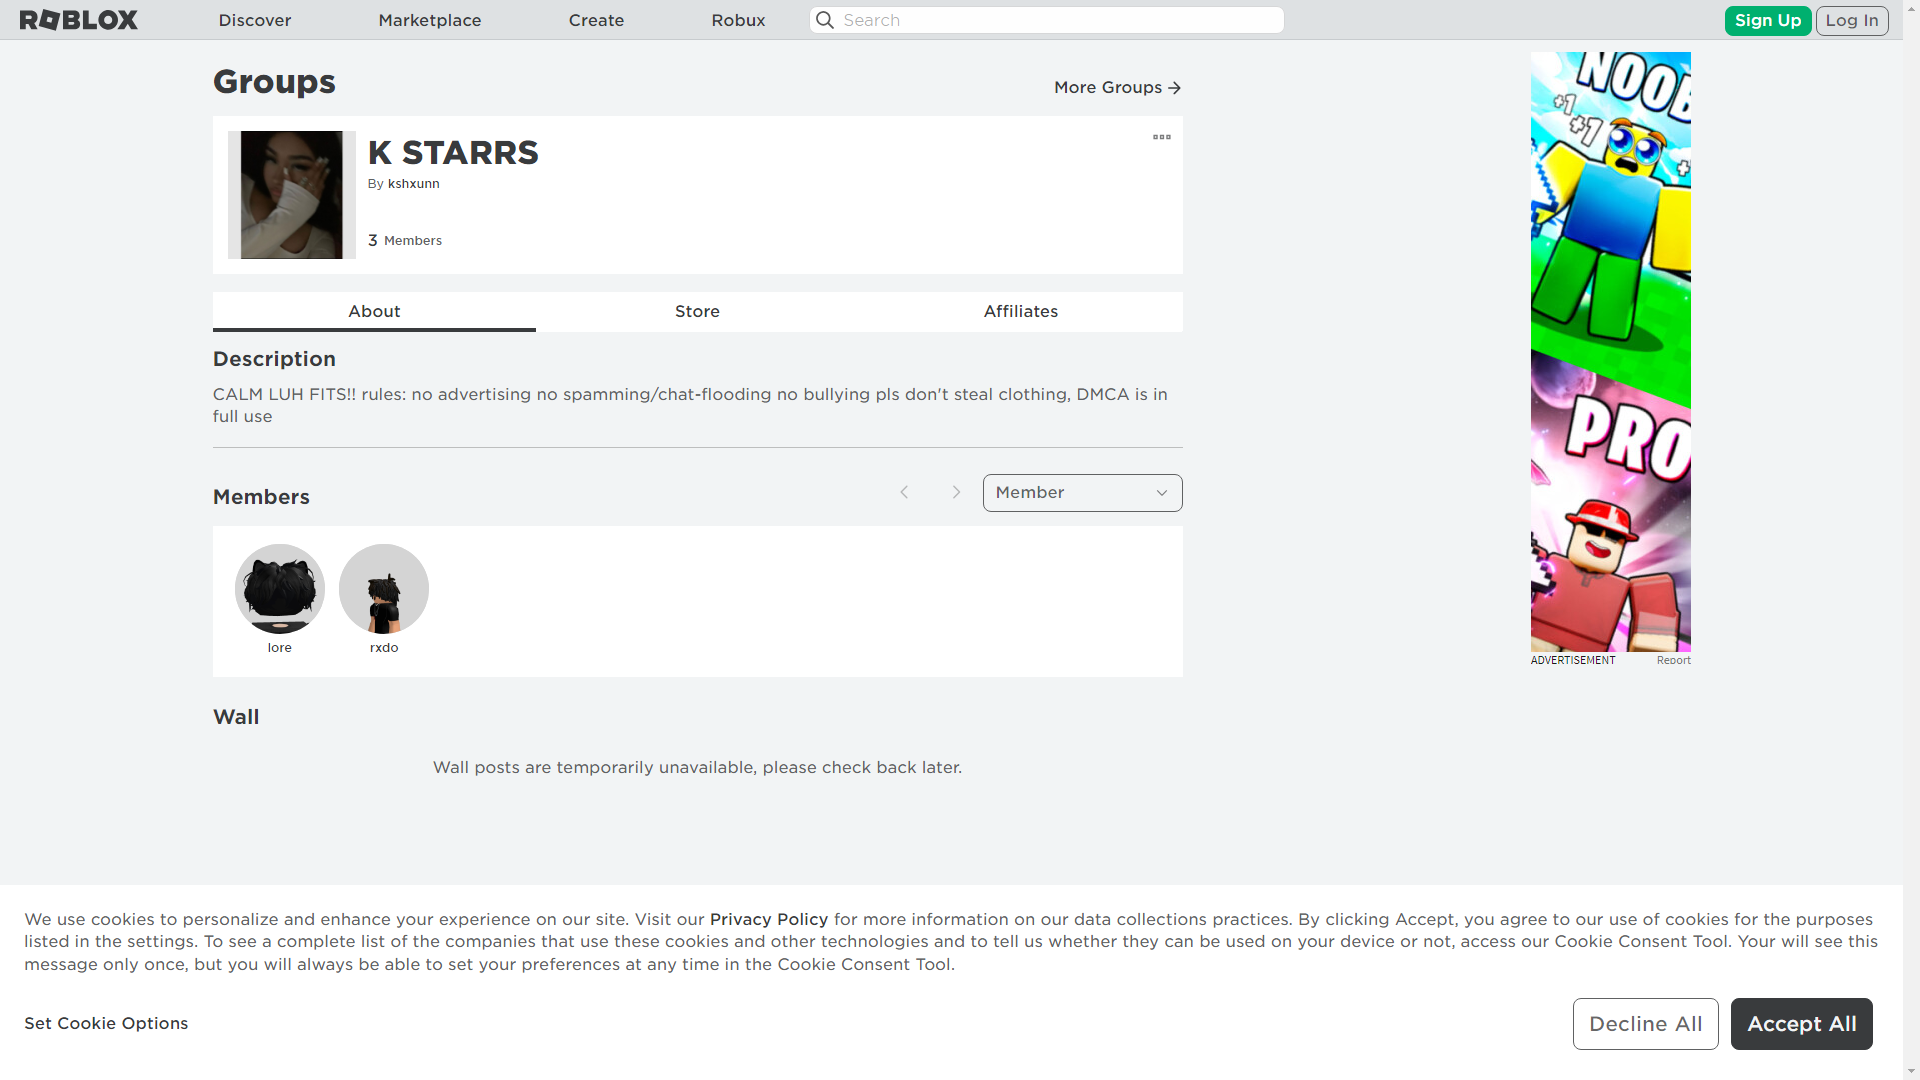 ROBLOX
Discover
Marketplace
Create
Robux
Search
Sign Up
Log In
Groups
More Groups
K STARRS
By kshxunn
3 Members
About
Store
Affiliates
Description
CALM LUH FITS!! rules: no advertising no spamming/chat-flooding no bullying pls don't steal clothing, DMCA is in
full use
Members
Member
lore
rxdo
Wall
Wall posts are temporarily unavailable, please check back later.
NOOB
+1
+1
PRO
ADVERTISEMENT
Report
We use cookies to personalize and enhance your experience on our site. Visit our Privacy Policy for more information on our data collections practices. By clicking Accept, you agree to our use of cookies for the purposes
listed in the settings. To see a complete list of the companies that use these cookies and other technologies and to tell us whether they can be used on your device or not, access our Cookie Consent Tool. Your will see this
message only once, but you will always be able to set your preferences at any time in the Cookie Consent Tool.
Set Cookie Options
Decline All
Accept All